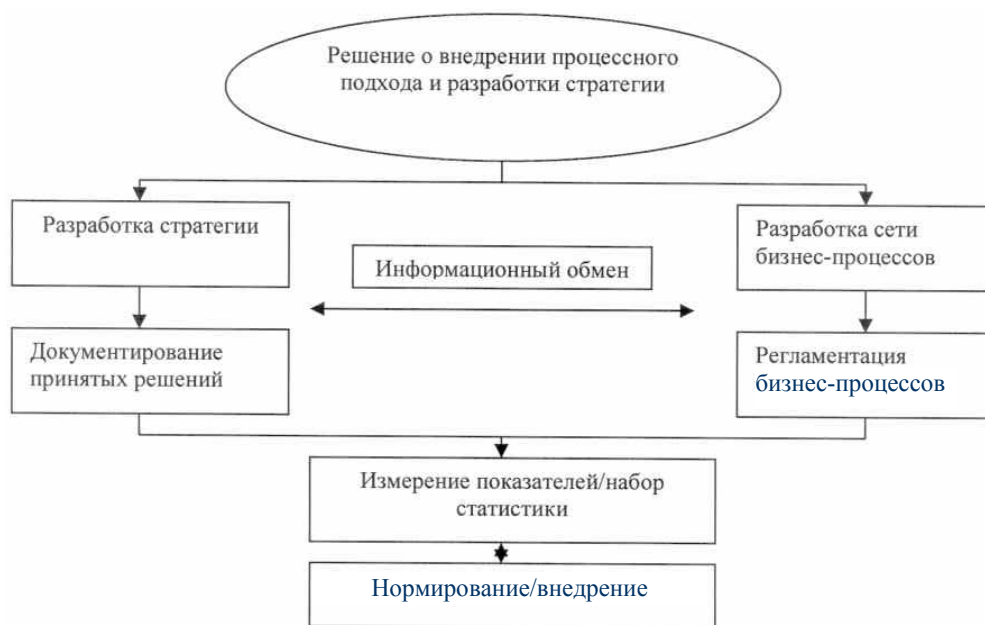 Решение о внедрении процессного
подхода и разработки стратегии
Разработка стратегии
Разработка сети
бизнес-процессов
Информационный обмен
Документирование
принятых решений
Регламентация
бизнес-процессов
Измерение показателей/набор
статистики
Нормирование/внедрение